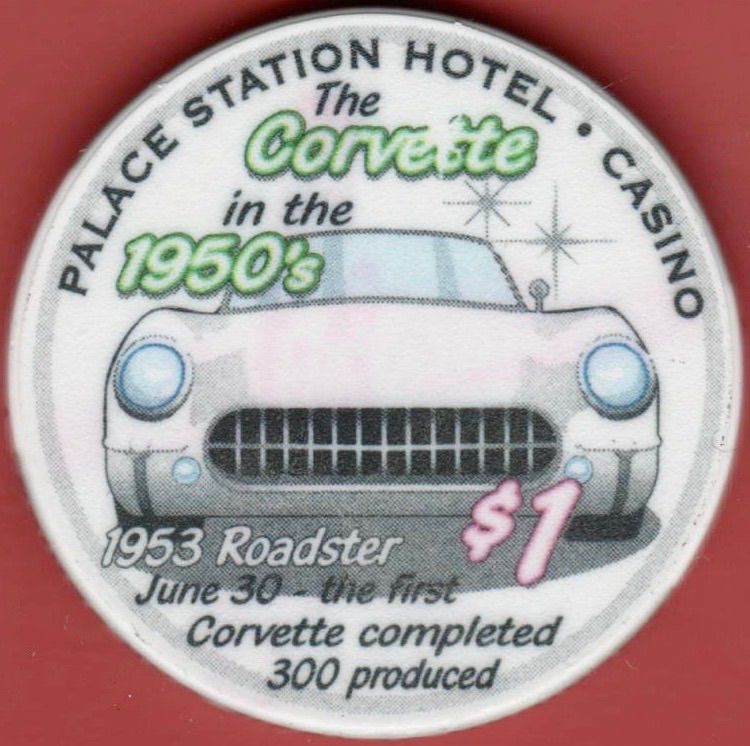 PALACE STATION HOTEL • CASINO
The
Corvette
in the
1950's
$1
1953 Roadster
June 30 - the first
Corvette completed
300 produced